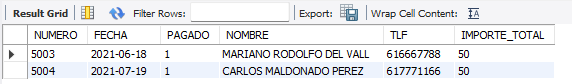 Result Grid Filter Rows: Export: Wrap Cell Content:
NUMERO FECHA PAGADO NOMBRE TLF IMPORTE_TOTAL
5003 2021-06-18 1 MARIANO RODOLFO DEL VALL 616667788 50
5004 2021-07-19 1 CARLOS MALDONADO PEREZ 617771166 50